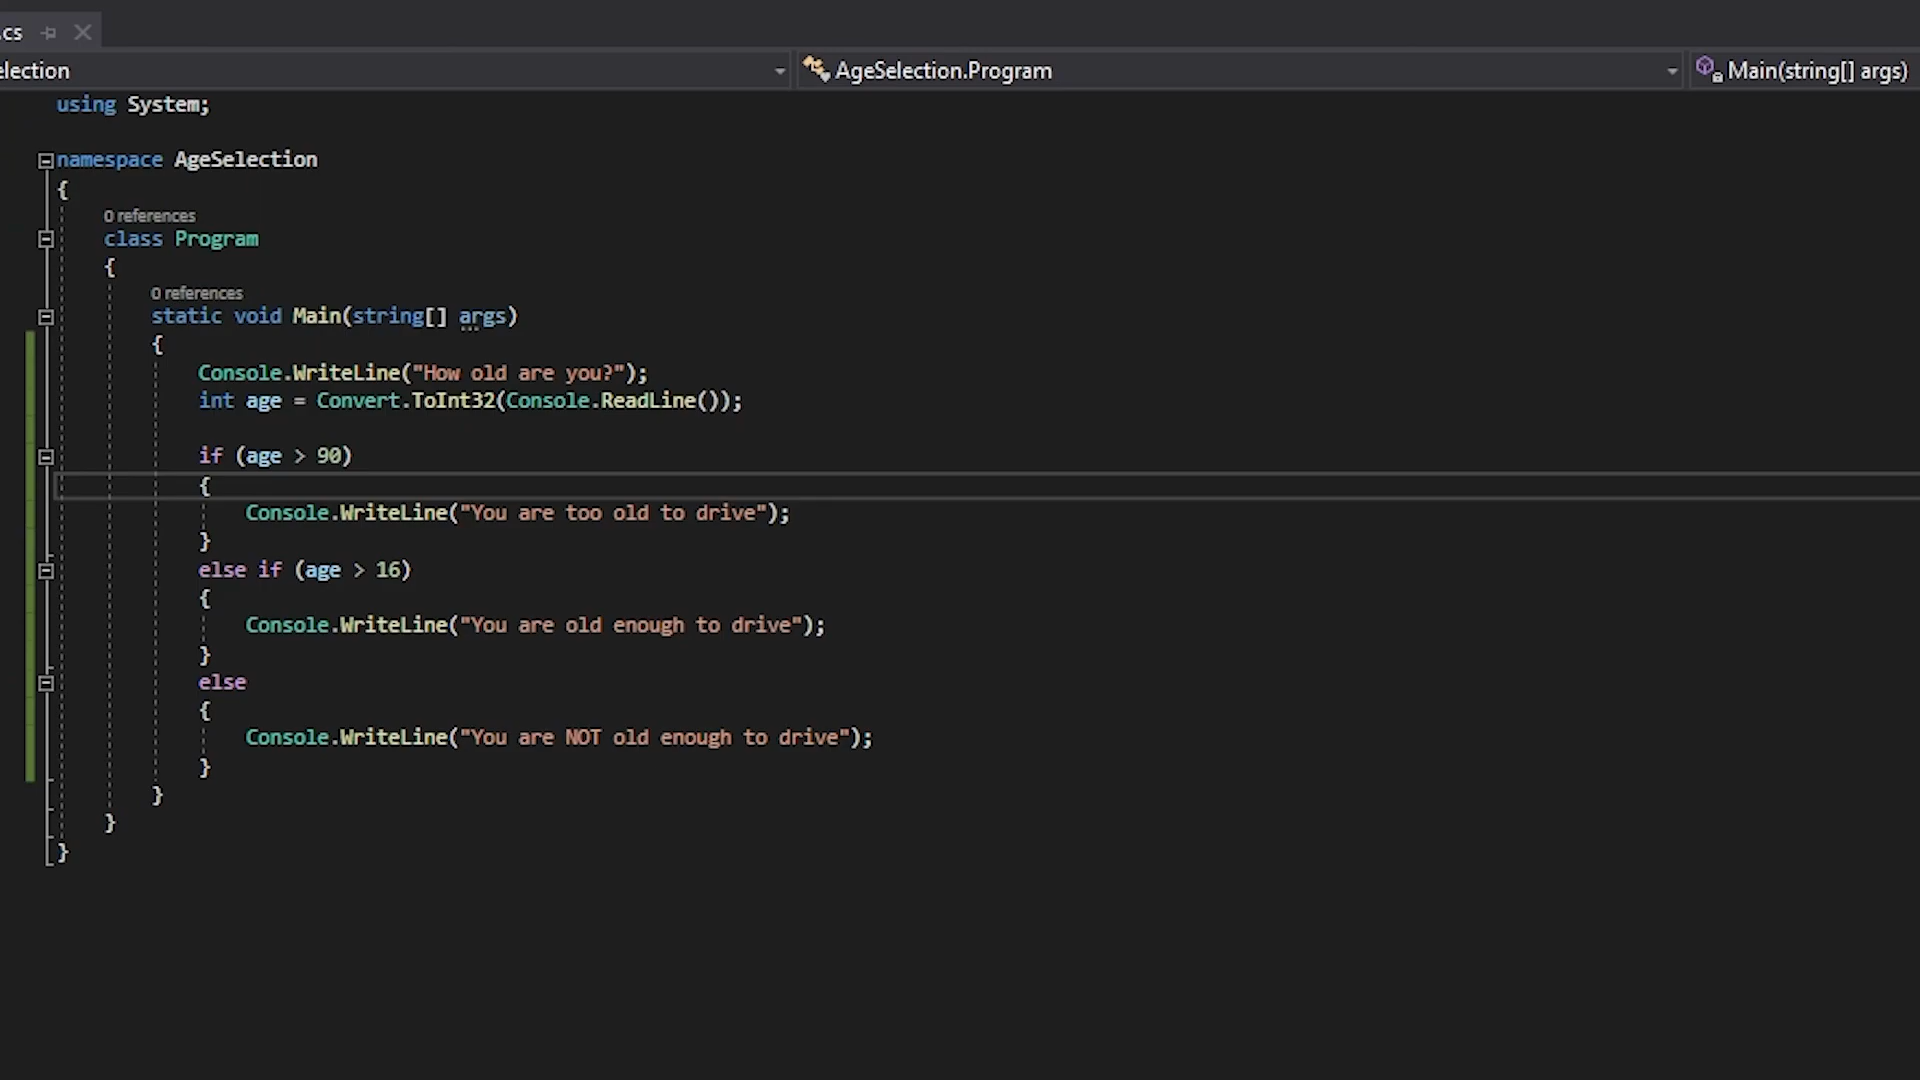 .cs
election AgeSelection.Program Main(string[] args)
using System;
namespace AgeSelection
{
0 references
class Program
{
0 references
static void Main(string[] args)
{
Console.WriteLine("How old are you?");
int age = Convert.ToInt32(Console.ReadLine());
if (age > 90)
{
Console.WriteLine("You are too old to drive");
}
else if (age > 16)
{
Console.WriteLine("You are old enough to drive");
}
else
{
Console.WriteLine("You are NOT old enough to drive");
}
}
}
}